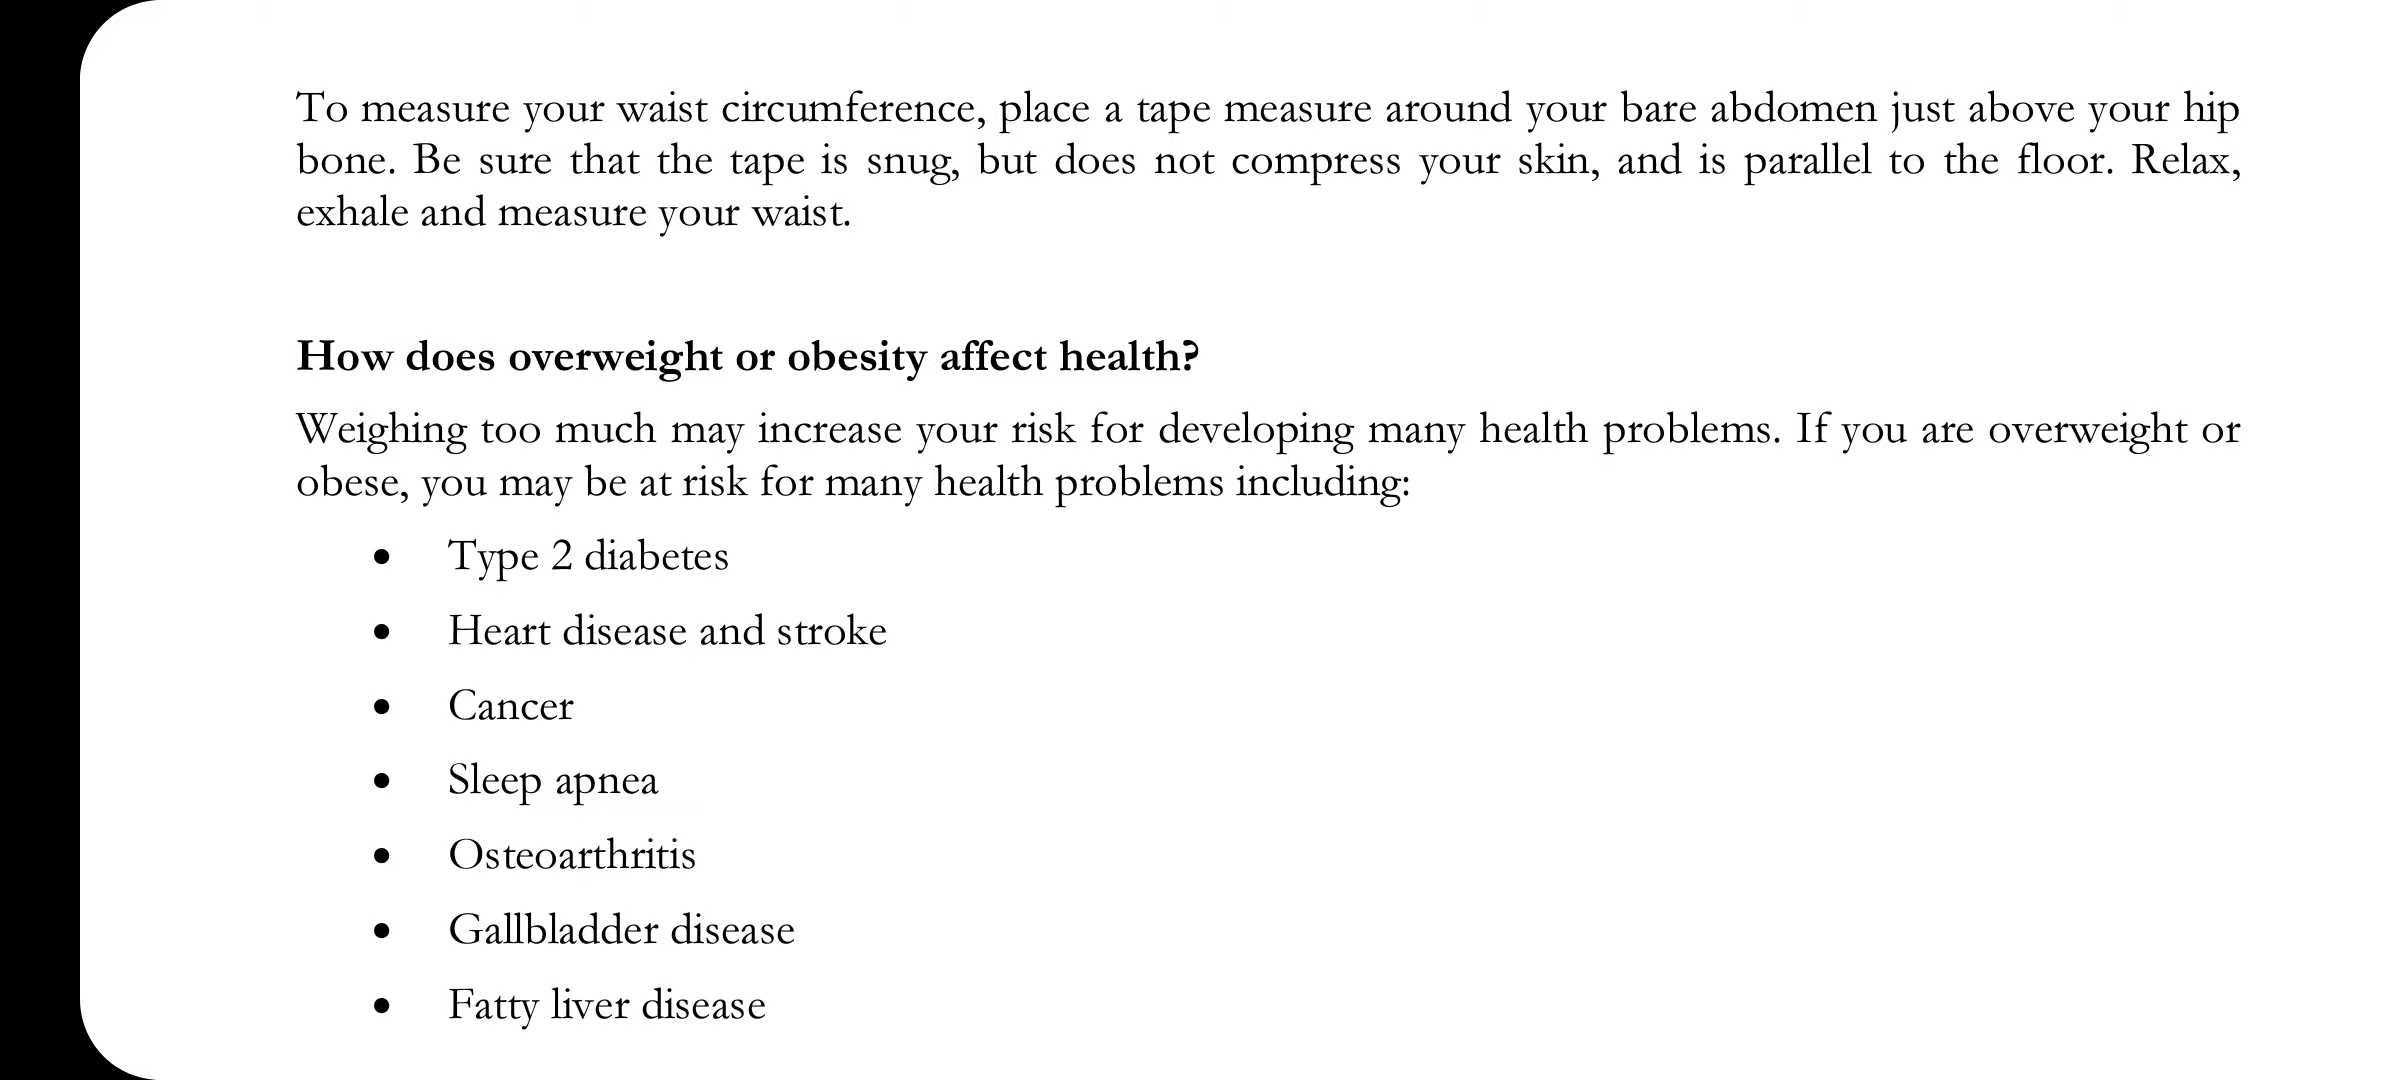 To measure your waist circumference, place a tape measure around your bare abdomen just above your hip
bone. Be sure that the tape is snug, but does not compress your skin, and is parallel to the floor. Relax,
exhale and measure your waist.
How does overweight or obesity affect health?
Weighing too much may increase your risk for developing many health problems. If you are overweight or
obese, you may be at risk for many health problems including:
• Type 2 diabetes
• Heart disease and stroke
• Cancer
• Sleep apnea
• Osteoarthritis
• Gallbladder disease
• Fatty liver disease